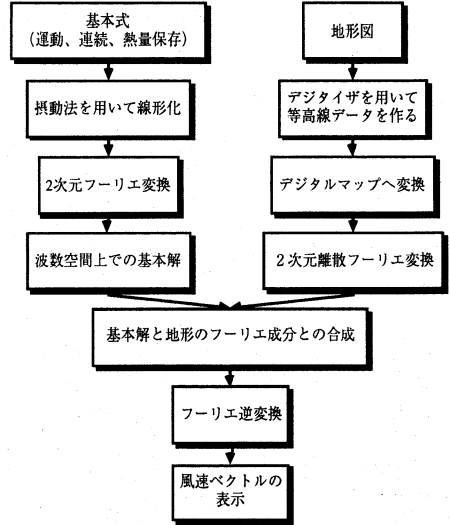 基本式
(運動、連続、熱量保存)
摂動法を用いて線形化
2次元フーリエ変換
波数空間上での基本解
地形図
デジタイザを用いて
等高線データを作る
デジタルマップへ変換
2次元離散フーリエ変換
基本解と地形のフーリエ成分との合成
フーリエ逆変換
風速ベクトルの
表示